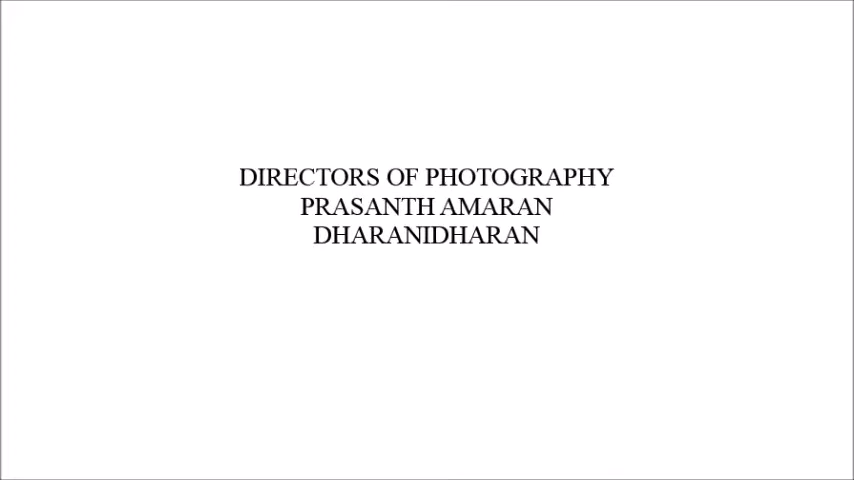 DIRECTORS OF PHOTOGRAPHY
PRASANTH AMARAN
DHARANIDHARAN